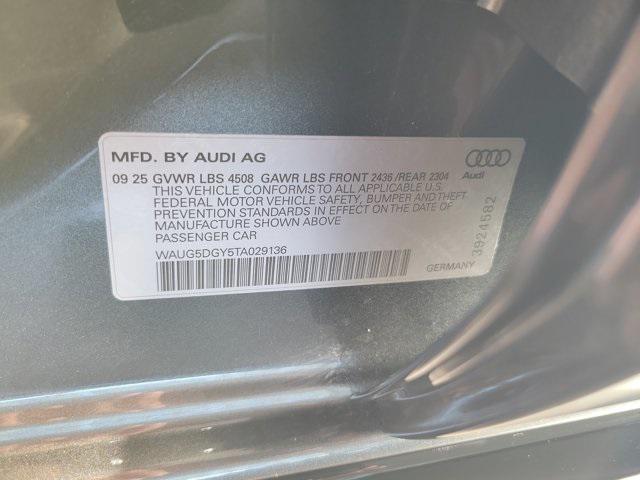 MFD. BY AUDI AG
09 25 GVWR LBS 4508 GAWR LBS FRONT 2436 /REAR 2304
THIS VEHICLE CONFORMS TO ALL APPLICABLE U.S.
FEDERAL MOTOR VEHICLE SAFETY, BUMPER AND THEFT
PREVENTION STANDARDS IN EFFECT ON THE DATE OF
MANUFACTURE SHOWN ABOVE
PASSENGER CAR
WAUG5DGY5TA029136
Audi
3924582
GERMANY